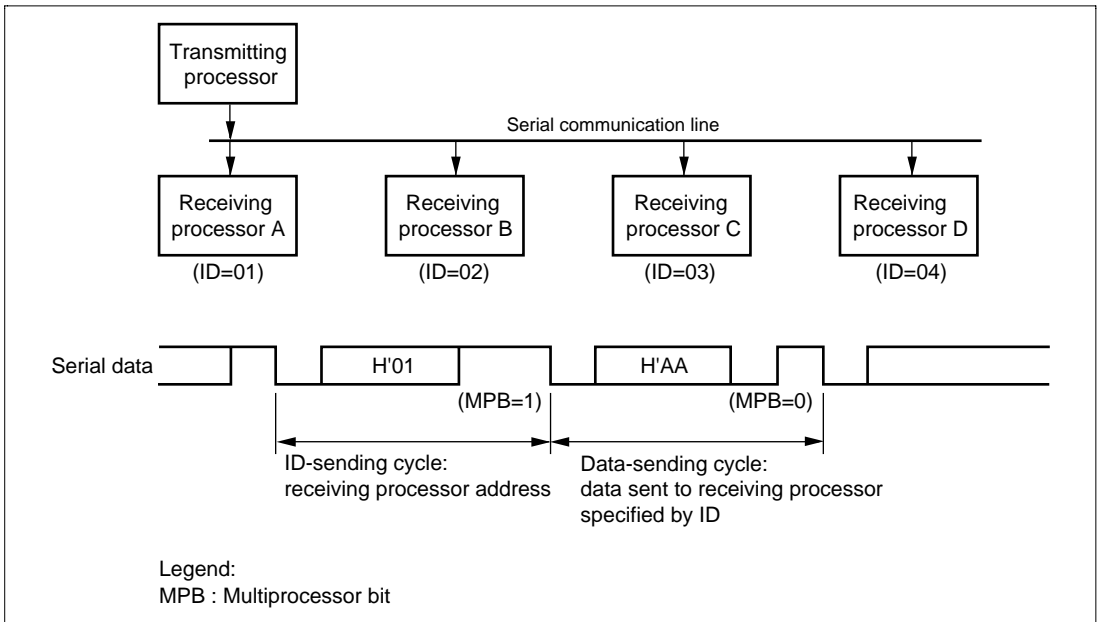 Transmitting
processor
Serial communication line
Receiving
processor A
Receiving
processor B
Receiving
processor C
Receiving
processor D
(ID=01)
(ID=02)
(ID=03)
(ID=04)
Serial data
H'01
H'AA
(MPB=1)
(MPB=0)
ID-sending cycle:
receiving processor address
Data-sending cycle:
data sent to receiving processor
specified by ID
Legend:
MPB : Multiprocessor bit